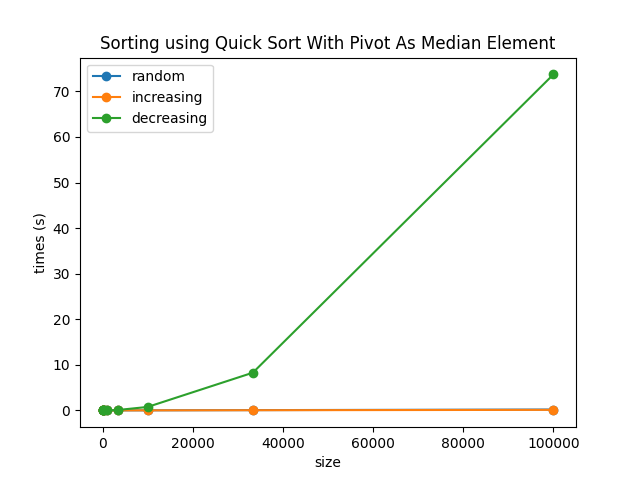 Sorting using Quick Sort With Pivot As Median Element
random
increasing
decreasing
70
60
50
40
30
20
10
0
times (s)
0 20000 40000 60000 80000 100000
size